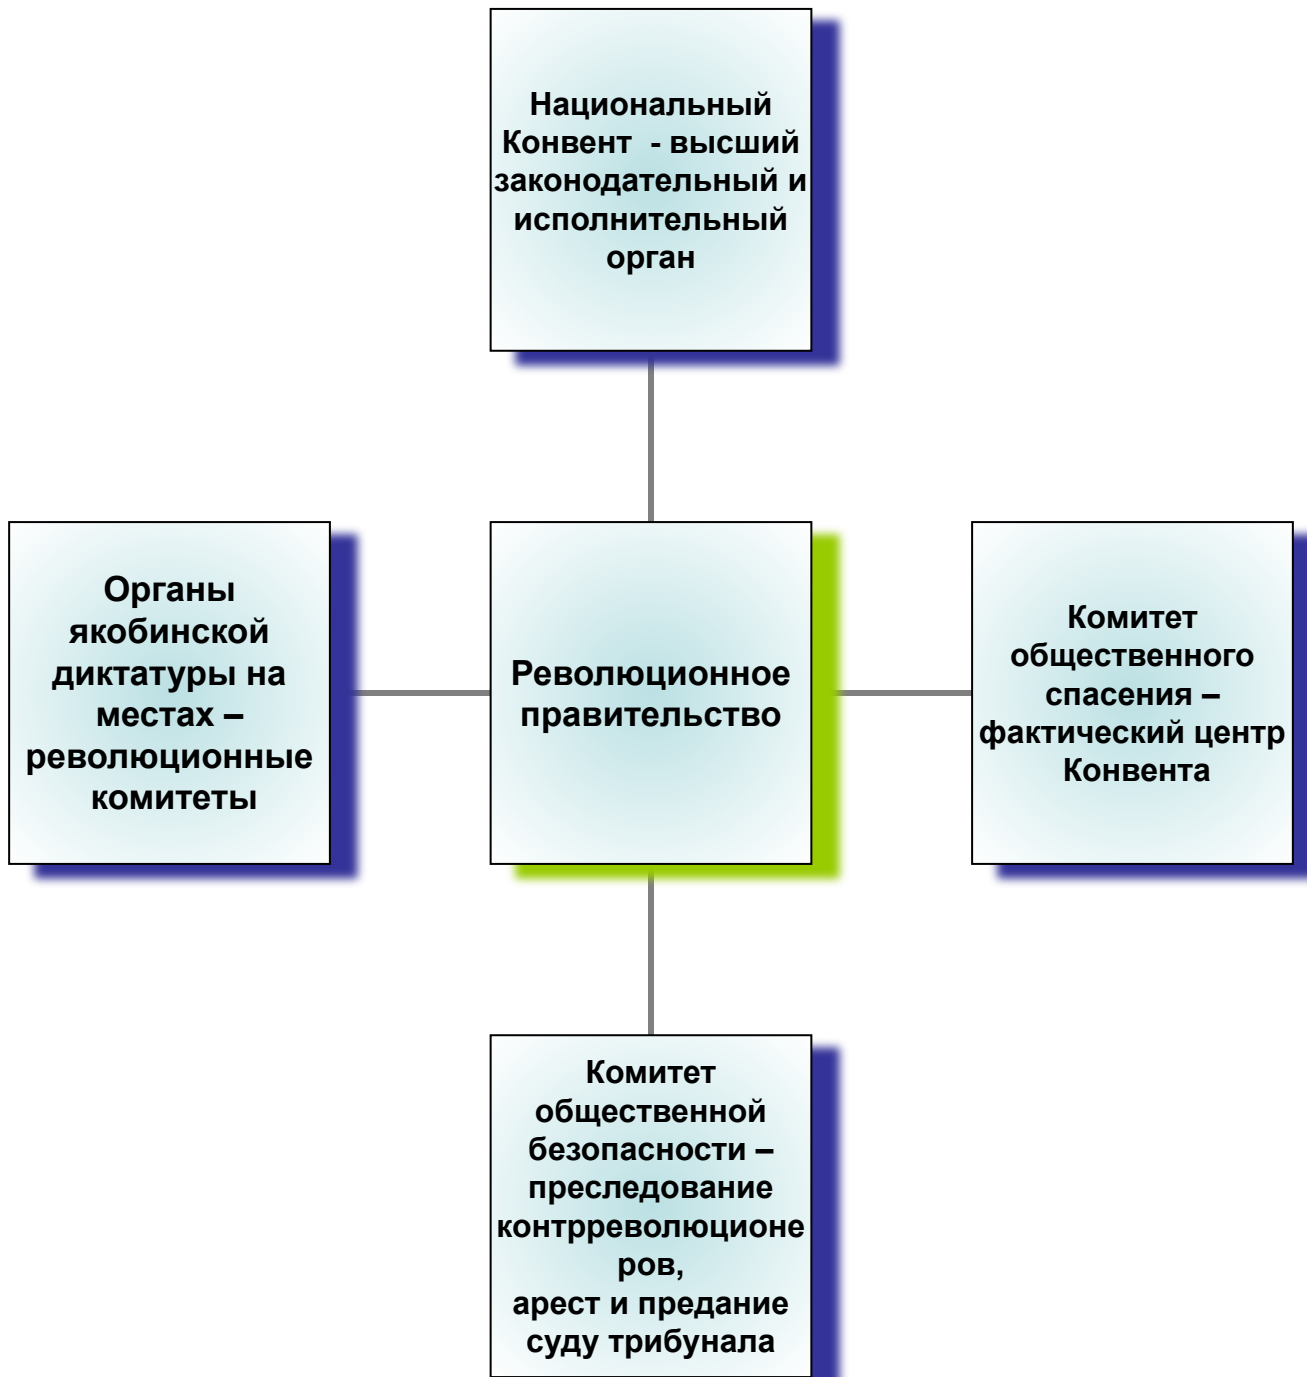 Национальный
Конвент - высший
законодательный и
исполнительный
орган
Органы
якобинской
диктатуры на
местах –
революционные
комитеты
Революционное
правительство
Комитет
общественного
спасения –
фактический центр
Конвента
Комитет
общественной
безопасности –
преследование
контрреволюционе
ров,
арест и предание
суду трибунала